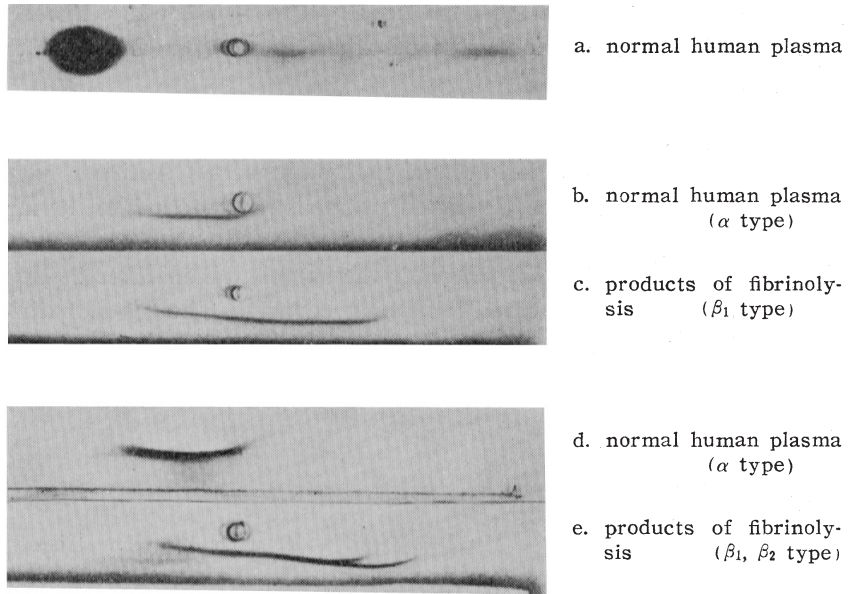 a. normal human plasma
b. normal human plasma
(α type)
c. products of fibrinoly-
sis (β1 type)
d. normal human plasma
(α type)
e. products of fibrinoly-
sis (β1, β2 type)